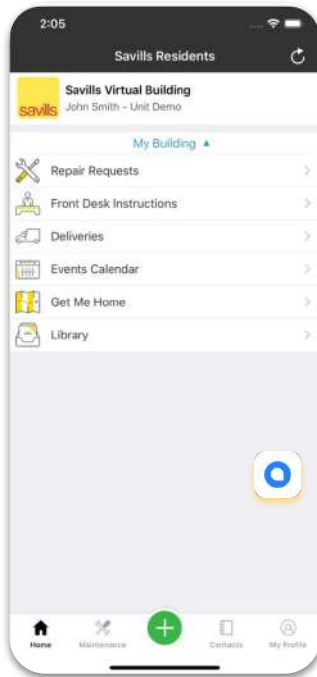 2:05
Savills Residents
savills
Savills Virtual Building
John Smith - Unit Demo
My Building ▲
Repair Requests
Front Desk Instructions
Deliveries
Events Calendar
Get Me Home
Library
Home
Maintenance
Contacts
My Profile